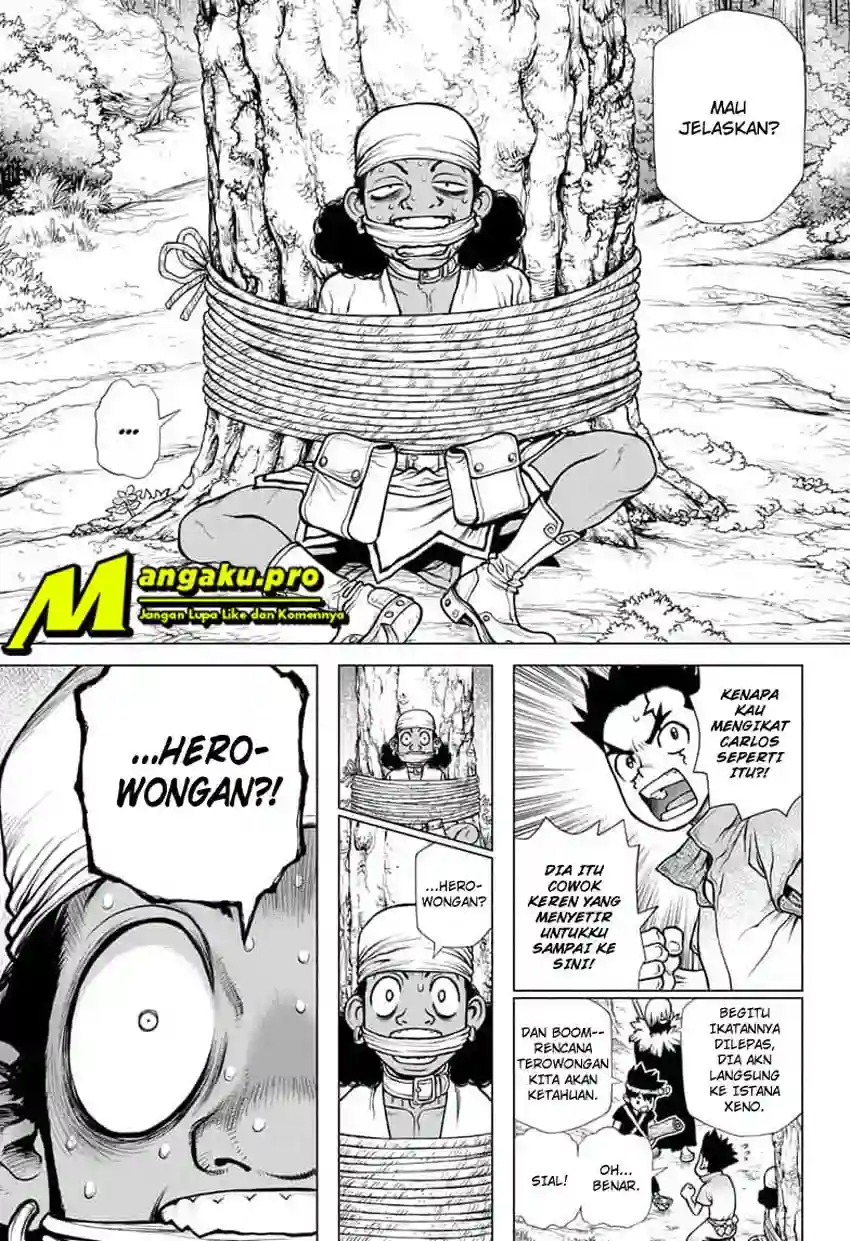 MAU
JELASKAN?
...
Mangaku.pro
Jangan Lupa Like dan Komennya
KENAPA
KAU
MENGIKAT
CARLOS
SEPERTI
ITU?!
DIA ITU
COWOK
KEREN YANG
MENYETIR
UNTUKKU
SAMPAI KE
SINI!
BEGITU
IKATANNYA
DILEPAS,
DIA AKN
LANGSUNG
KE ISTANA
XENO.
DAN BOOM--
RENCANA
TEROWONGAN
KITA AKAN
KETAHUAN.
OH...
BENAR.
SIAL!
...HERO-
WONGAN?
...HERO-
WONGAN?!